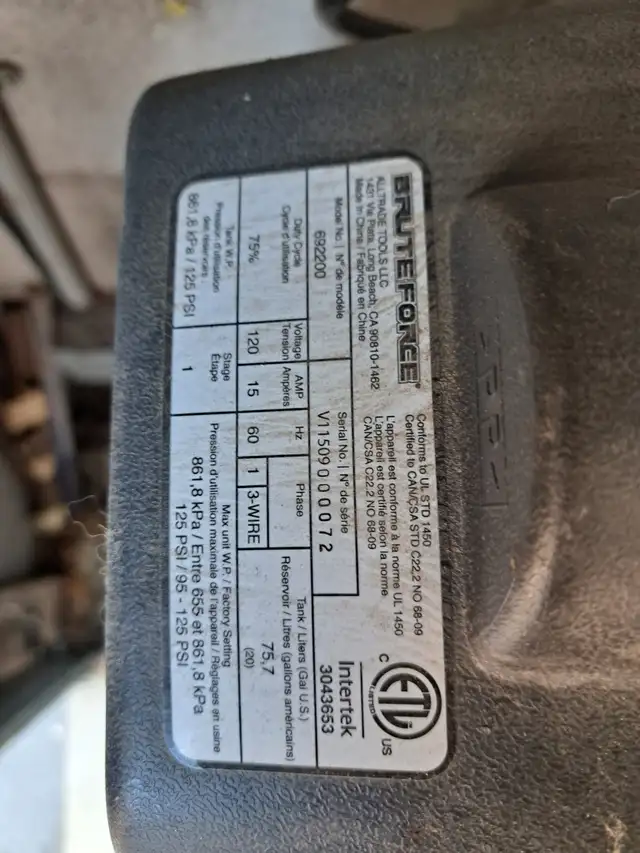 BRUTEFORCE®
ALLTRADE TOOLS LLC
1431 Via Plata, Long Beach, CA 90810-1462
Made in China / Fabriqué en Chine
Conforms to UL STD 1450
Certified to CAN/CSA STD C22.2 NO 68-09
L'appareil est conforme à la norme UL 1450
L'appareil est certifié selon la norme
CAN/CSA C22.2 NO 68-09
C ETL US
LISTED
Intertek
3043653
Model No. | N° de modèle
692200
Serial No. | N° de série
V11509000072
Duty Cycle
Cycle d'utilisation
75%
Voltage
Tension
120
AMP
Ampères
15
Hz
60
Phase
1 3-WIRE
Tank / Liters (Gal U.S.)
Réservoir / Litres (gallons américains)
75,7
(20)
Tank W.P.
Pression d'utilisation
des réservoirs
861,8 kPa / 125 PSI
Stage
Étape
1
Max unit W.P. / Factory Setting
Pression d'utilisation maximale de l'appareil / Réglages en usine
861,8 kPa / Entre 655 et 861,8 kPa
125 PSI / 95 - 125 PSI